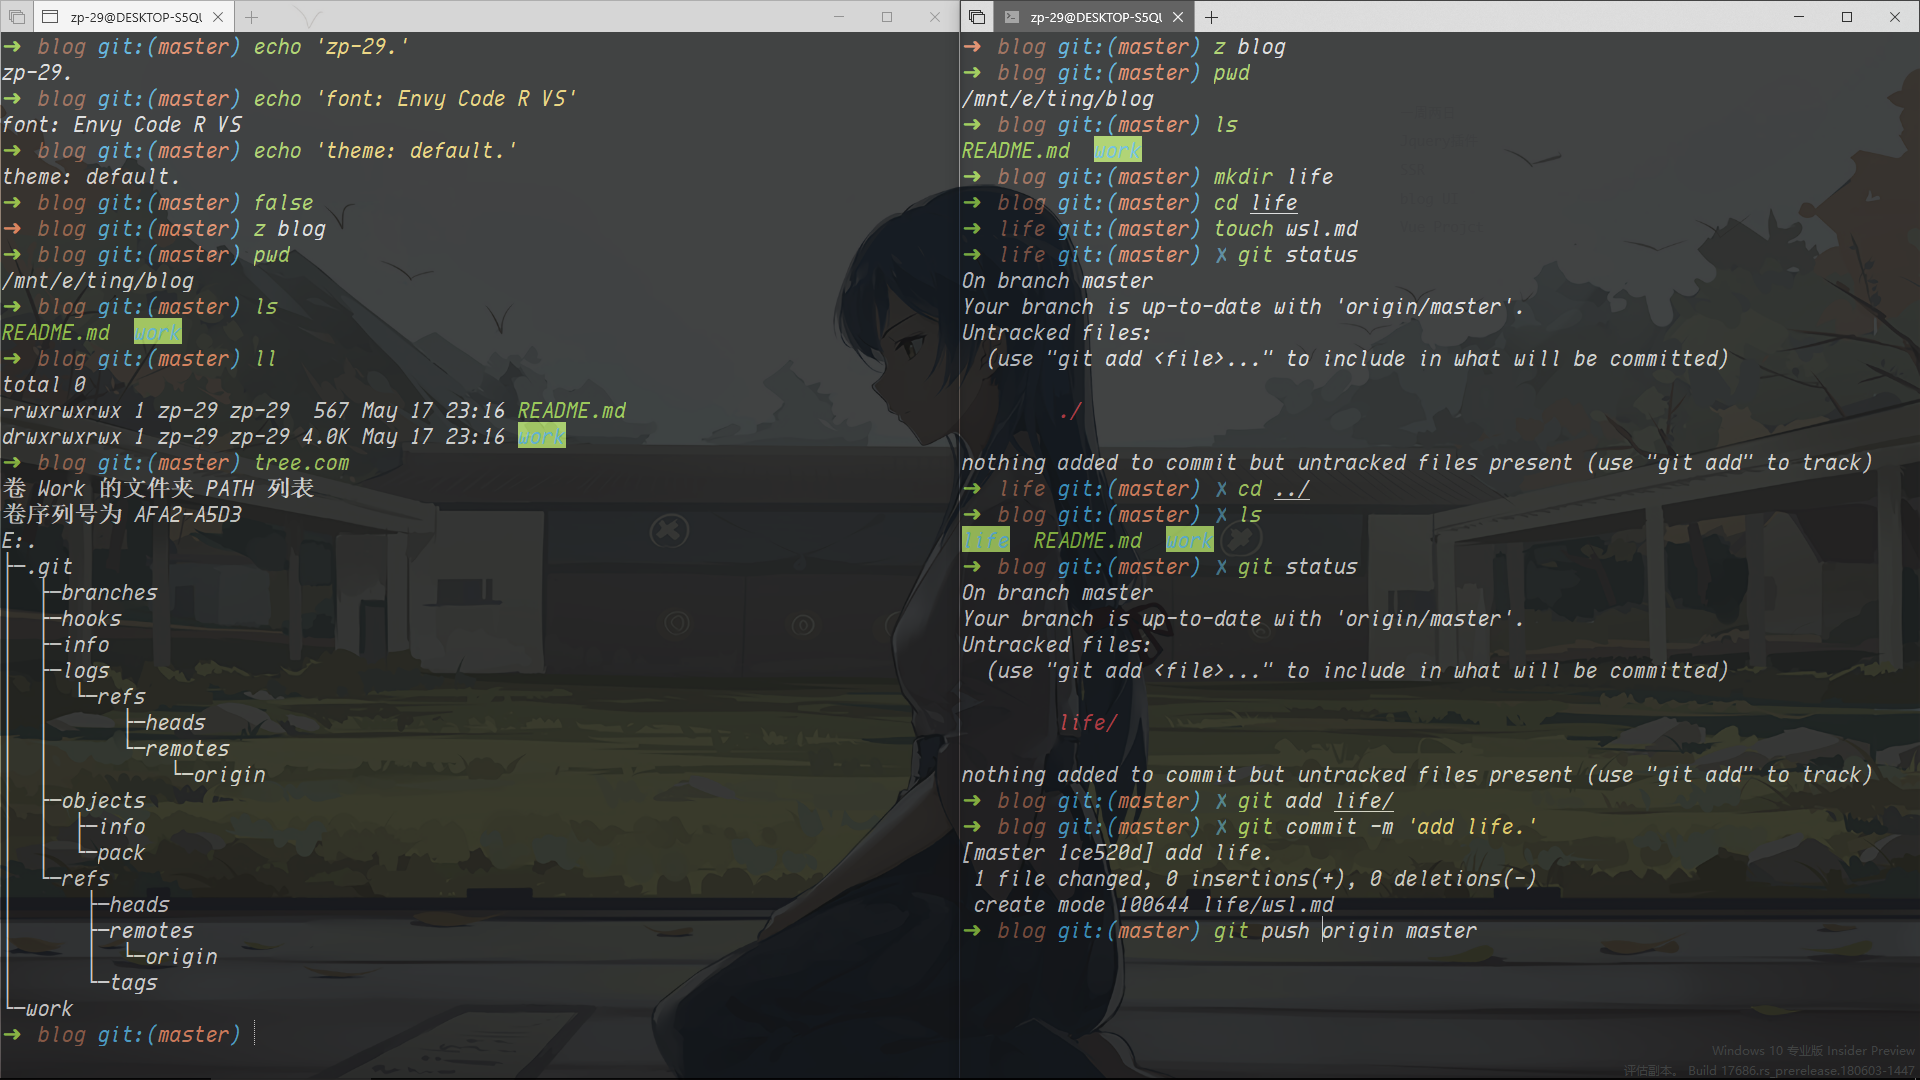 zp-29@DESKTOP-S5QU
➜ blog git:(master) echo 'zp-29.'
zp-29.
➜ blog git:(master) echo 'font: Envy Code R VS'
font: Envy Code R VS
➜ blog git:(master) echo 'theme: default.'
theme: default.
➜ blog git:(master) false
➜ blog git:(master) z blog
➜ blog git:(master) pwd
/mnt/e/ting/blog
➜ blog git:(master) ls
README.md  work
➜ blog git:(master) ll
total 0
-rwxrwxrwx 1 zp-29 zp-29  567 May 17 23:16 README.md
drwxrwxrwx 1 zp-29 zp-29 4.0K May 17 23:16 work
➜ blog git:(master) tree.com
卷 Work 的文件夹 PATH 列表
卷序列号为 AFA2-A5D3
E:.
├─.git
│  ├─branches
│  ├─hooks
│  ├─info
│  ├─logs
│  │  └─refs
│  │      ├─heads
│  │      └─remotes
│  │          └─origin
│  ├─objects
│  │  ├─info
│  │  └─pack
│  └─refs
│      ├─heads
│      ├─remotes
│      │  └─origin
│      └─tags
└─work
➜ blog git:(master)
zp-29@DESKTOP-S5QU
➜ blog git:(master) z blog
➜ blog git:(master) pwd
/mnt/e/ting/blog
➜ blog git:(master) ls
README.md  work
➜ blog git:(master) mkdir life
➜ blog git:(master) cd life
➜ life git:(master) touch wsl.md
➜ life git:(master) ✗ git status
On branch master
Your branch is up-to-date with 'origin/master'.
Untracked files:
  (use "git add <file>..." to include in what will be committed)
./
nothing added to commit but untracked files present (use "git add" to track)
➜ life git:(master) ✗ cd ../
➜ blog git:(master) ✗ ls
life  README.md  work
➜ blog git:(master) ✗ git status
On branch master
Your branch is up-to-date with 'origin/master'.
Untracked files:
  (use "git add <file>..." to include in what will be committed)
life/
nothing added to commit but untracked files present (use "git add" to track)
➜ blog git:(master) ✗ git add life/
➜ blog git:(master) ✗ git commit -m 'add life.'
[master 1ce520d] add life.
 1 file changed, 0 insertions(+), 0 deletions(-)
 create mode 100644 life/wsl.md
➜ blog git:(master) git push origin master
Windows 10 专业版 Insider Preview
评估副本。 Build 17686.rs_prerelease.180603-1447